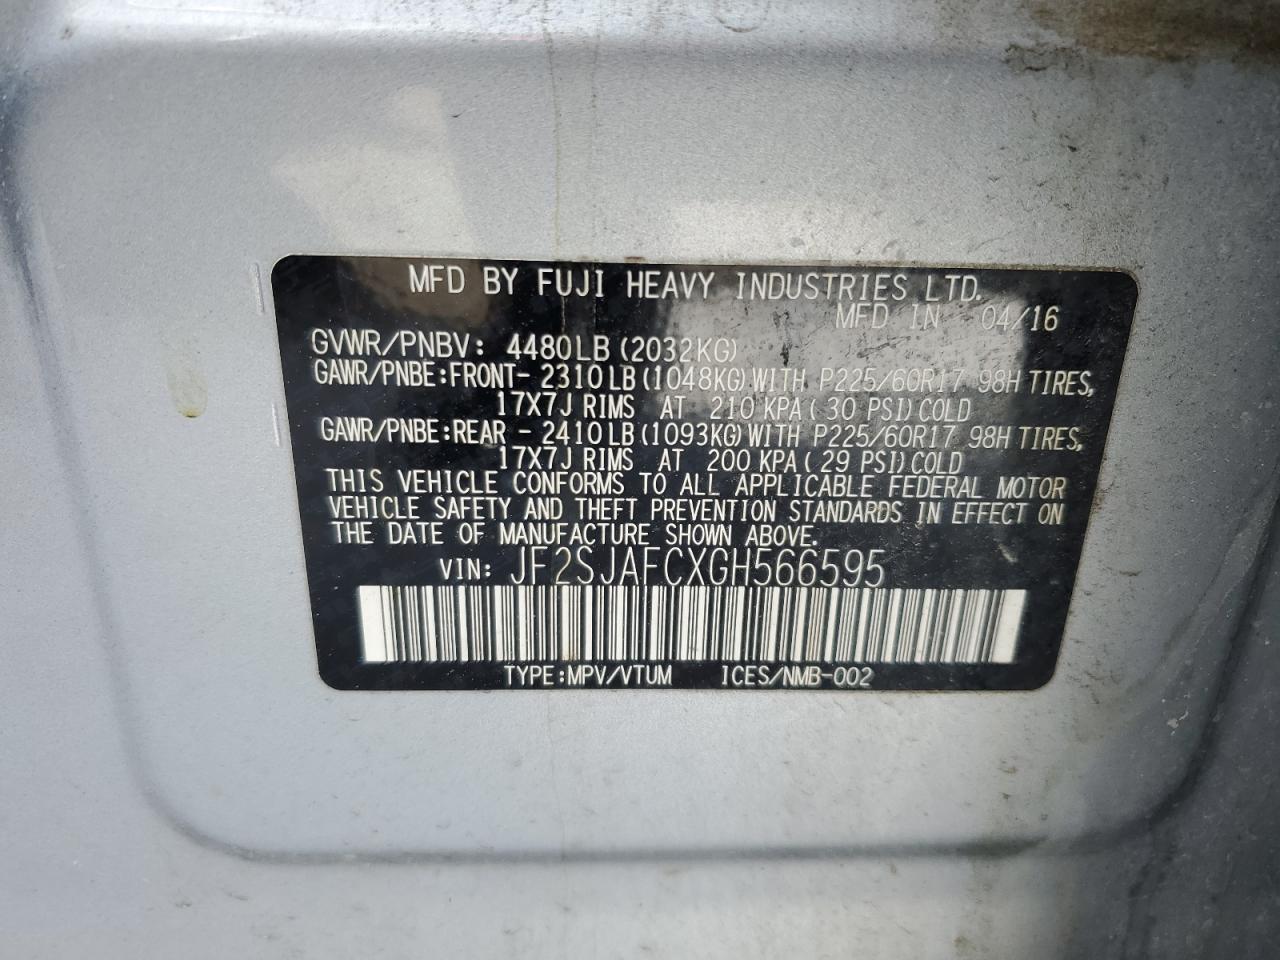 MFD BY FUJI HEAVY INDUSTRIES LTD.
MFD IN 04/16
GVWR/PNBV: 4480LB (2032KG)
GAWR/PNBE:FRONT- 2310LB (1048KG) WITH P225/60R17 98H TIRES,
17X7J RIMS AT 210 KPA ( 30 PSI) COLD
GAWR/PNBE:REAR - 2410LB (1093KG) WITH P225/60R17 98H TIRES,
17X7J RIMS AT 200 KPA ( 29 PSI) COLD
THIS VEHICLE CONFORMS TO ALL APPLICABLE FEDERAL MOTOR
VEHICLE SAFETY AND THEFT PREVENTION STANDARDS IN EFFECT ON
THE DATE OF MANUFACTURE SHOWN ABOVE.
VIN: JF2SJAFCXGH566595
TYPE:MPV/VTUM ICES/NMB-002